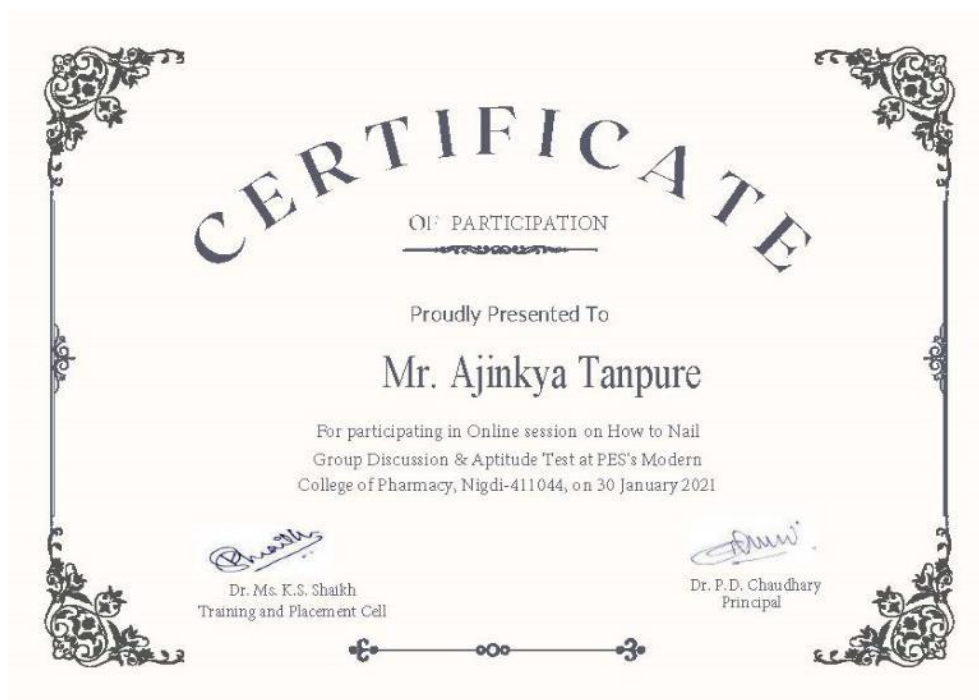 CERTIFICATE
OF PARTICIPATION
Proudly Presented To
Mr. Ajinkya Tanpure
For participating in Online session on How to Nail
Group Discussion & Aptitude Test at PES's Modern
College of Pharmacy, Nigdi-411044, on 30 January 2021
Dr. Ms. K.S. Shaikh
Training and Placement Cell
Dr. P.D. Chaudhary
Principal